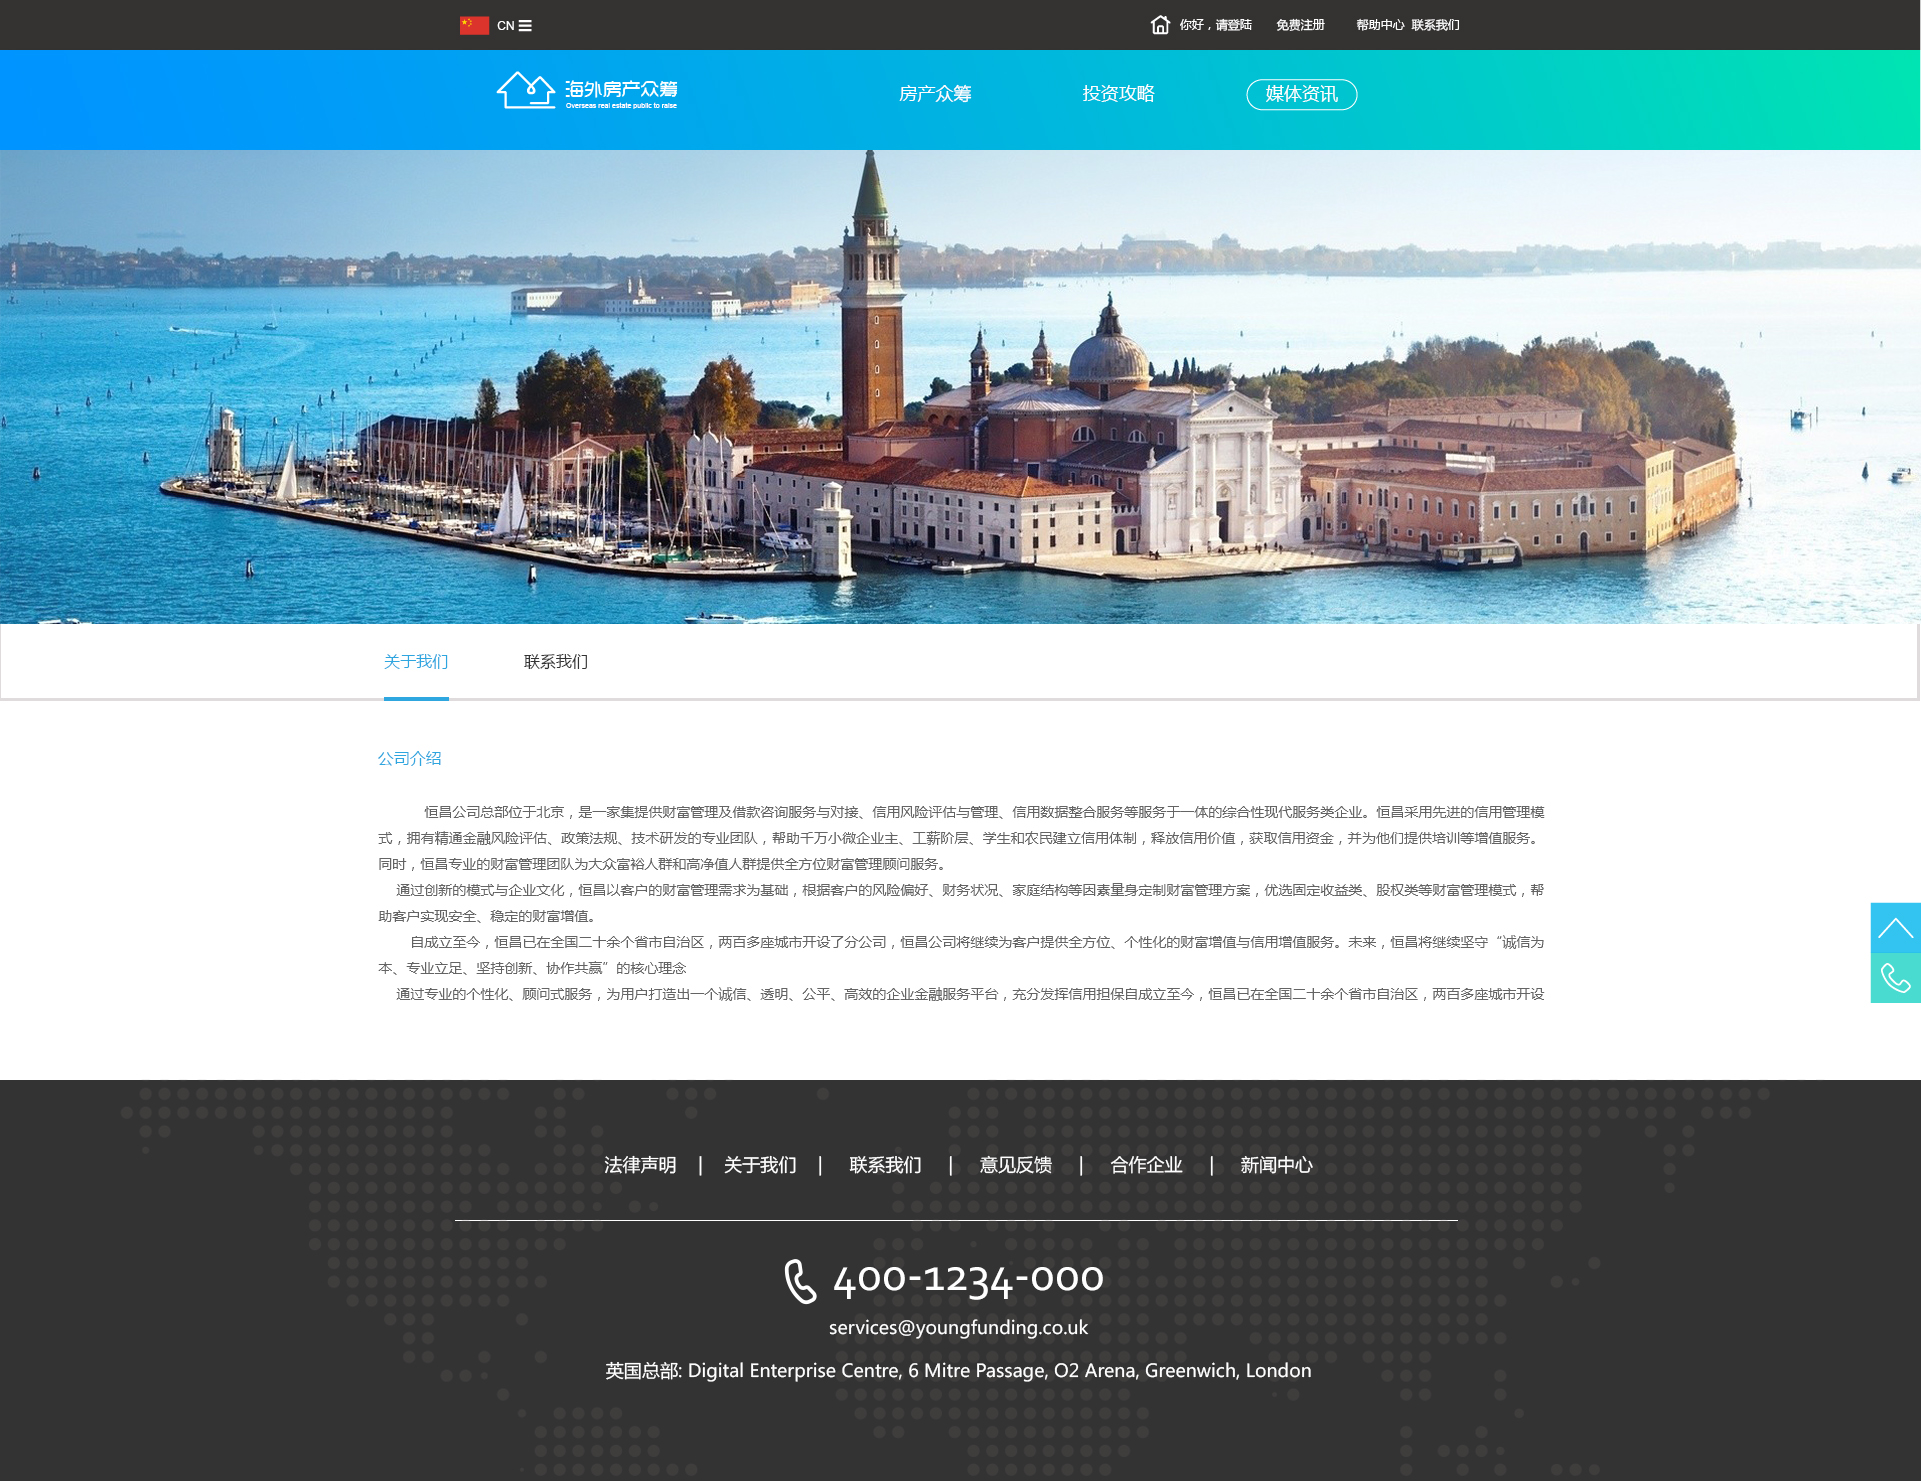 CN
你好，请登陆 免费注册 帮助中心 联系我们
海外房产众筹
Overseas real estate public to raise
房产众筹 投资攻略 媒体资讯
关于我们 联系我们
公司介绍
恒昌公司总部位于北京，是一家集提供财富管理及借款咨询服务与对接、信用风险评估与管理、信用数据整合服务等服务于一体的综合性现代服务类企业。恒昌采用先进的信用管理模
式，拥有精通金融风险评估、政策法规、技术研发的专业团队，帮助千万小微企业主、工薪阶层、学生和农民建立信用体制，释放信用价值，获取信用资金，并为他们提供培训等增值服务。
同时，恒昌专业的财富管理团队为大众富裕人群和高净值人群提供全方位财富管理顾问服务。
通过创新的模式与企业文化，恒昌以客户的财富管理需求为基础，根据客户的风险偏好、财务状况、家庭结构等因素量身定制财富管理方案，优选固定收益类、股权类等财富管理模式，帮
助客户实现安全、稳定的财富增值。
自成立至今，恒昌已在全国二十余个省市自治区，两百多座城市开设了分公司，恒昌公司将继续为客户提供全方位、个性化的财富增值与信用增值服务。未来，恒昌将继续坚守“诚信为
本、专业立足、坚持创新、协作共赢”的核心理念
通过专业的个性化、顾问式服务，为用户打造出一个诚信、透明、公平、高效的企业金融服务平台，充分发挥信用担保自成立至今，恒昌已在全国二十余个省市自治区，两百多座城市开设
法律声明 | 关于我们 | 联系我们 | 意见反馈 | 合作企业 | 新闻中心
400-1234-000
services@youngfunding.co.uk
英国总部: Digital Enterprise Centre, 6 Mitre Passage, O2 Arena, Greenwich, London